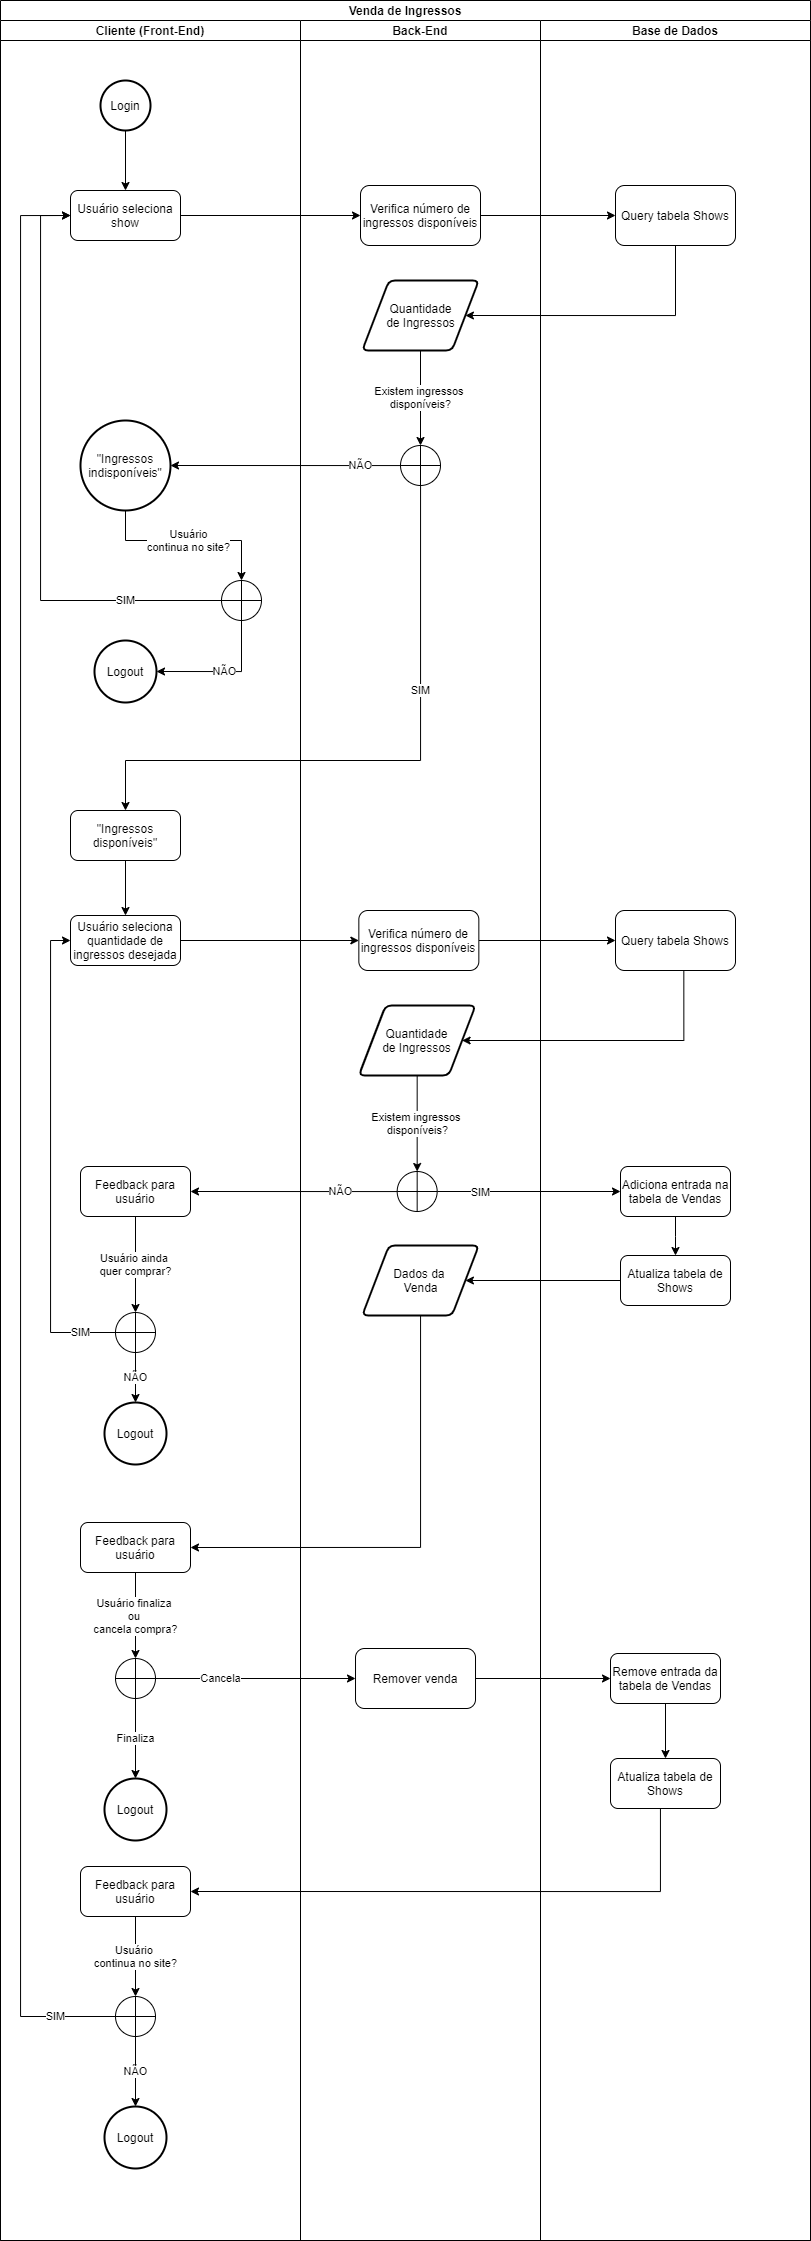 Venda de Ingressos
Cliente (Front-End)
Back-End
Base de Dados
Login
Usuário seleciona
show
Verifica número de
ingressos disponíveis
Query tabela Shows
Quantidade
de Ingressos
Existem ingressos
disponíveis?
"Ingressos
indisponíveis"
NÃO
Usuário
continua no site?
SIM
Logout
NÃO
SIM
"Ingressos
disponíveis"
Usuário seleciona
quantidade de
ingressos desejada
Verifica número de
ingressos disponíveis
Query tabela Shows
Quantidade
de Ingressos
Existem ingressos
disponíveis?
Feedback para
usuário
NÃO
SIM
Adiciona entrada na
tabela de Vendas
Usuário ainda
quer comprar?
Dados da
Venda
Atualiza tabela de
Shows
SIM
NÃO
Logout
Feedback para
usuário
Usuário finaliza
ou
cancela compra?
Cancela
Remover venda
Remove entrada da
tabela de Vendas
Finaliza
Logout
Atualiza tabela de
Shows
Feedback para
usuário
Usuário
continua no site?
SIM
NÃO
Logout